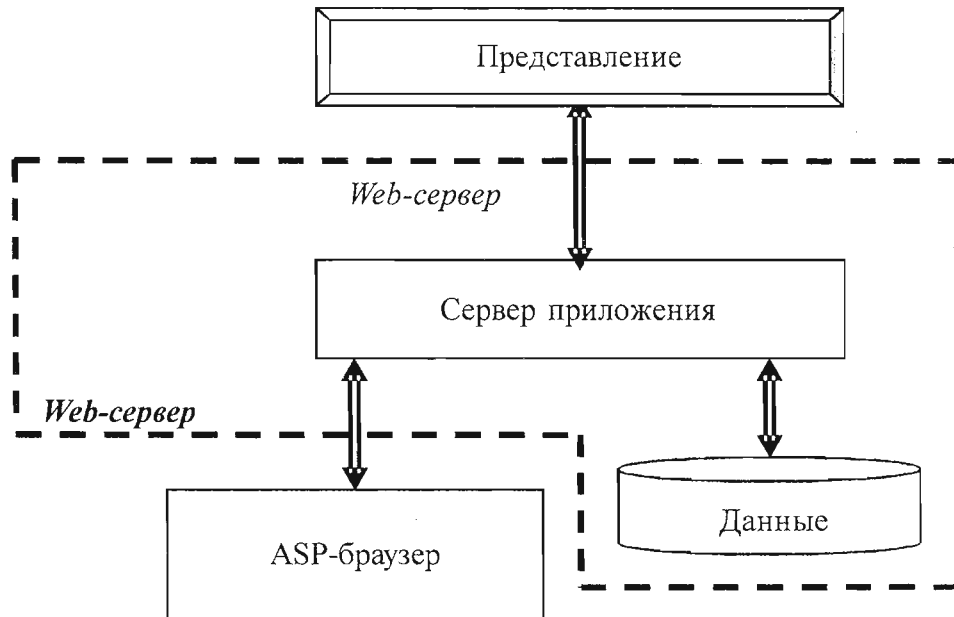 Представление
Web-сервер
Сервер приложения
Web-сервер
Данные
ASP-браузер